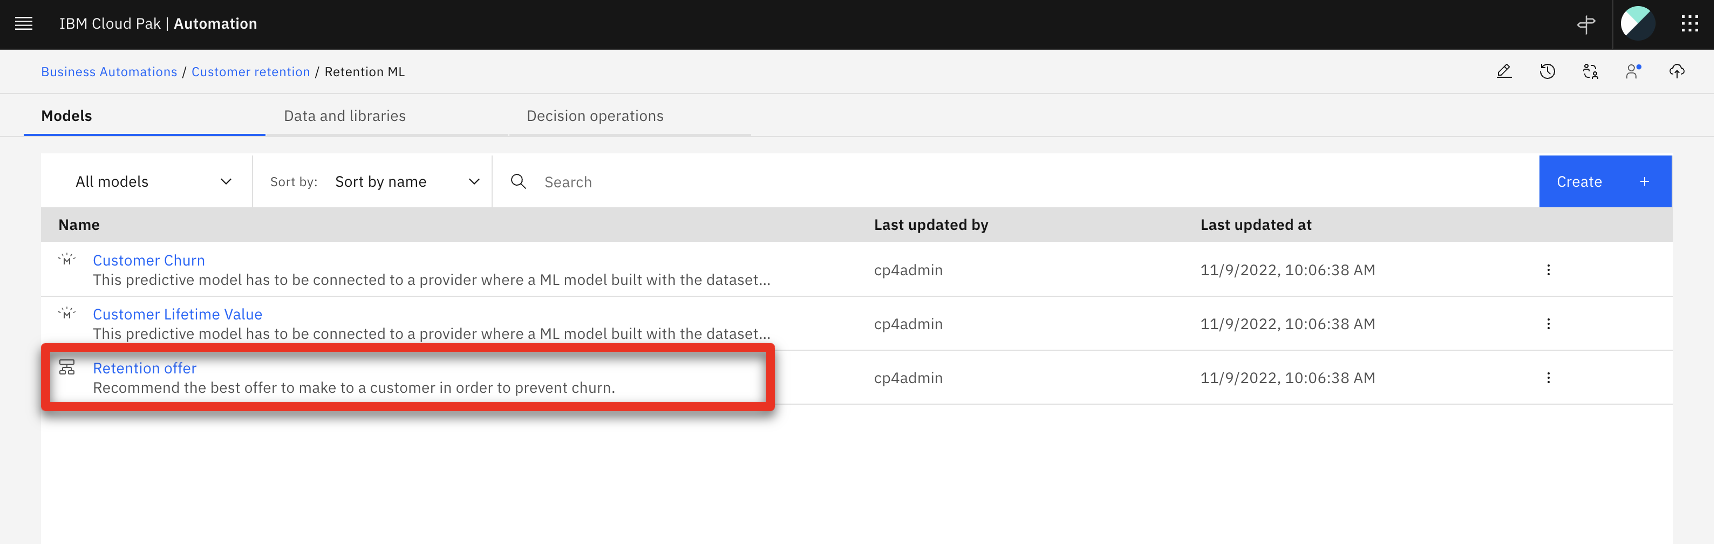 IBM Cloud Pak | Automation
Business Automations / Customer retention / Retention ML
Models Data and libraries Decision operations
All models Sort by: Sort by name Search Create +
Name Last updated by Last updated at
Customer Churn
This predictive model has to be connected to a provider where a ML model built with the dataset... cp4admin 11/9/2022, 10:06:38 AM
Customer Lifetime Value
This predictive model has to be connected to a provider where a ML model built with the dataset... cp4admin 11/9/2022, 10:06:38 AM
Retention offer
Recommend the best offer to make to a customer in order to prevent churn. cp4admin 11/9/2022, 10:06:38 AM